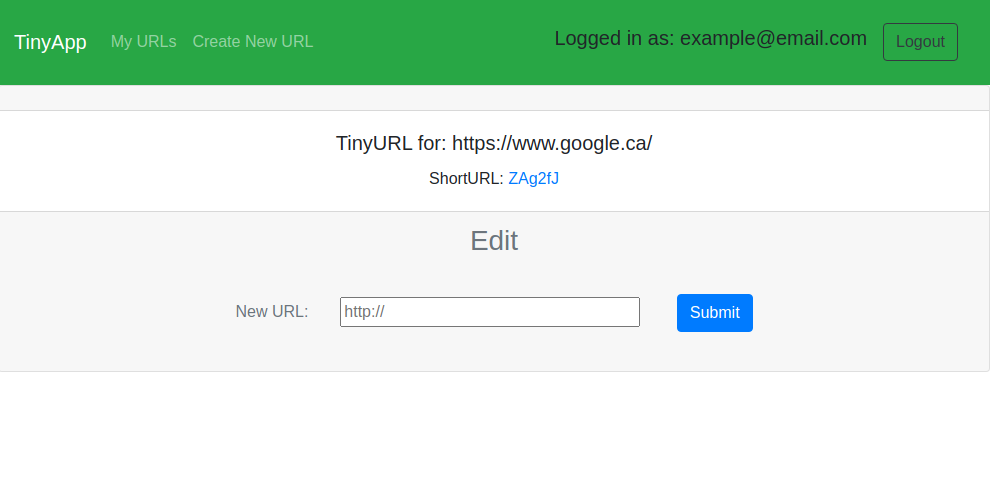 TinyApp My URLs Create New URL Logged in as: example@email.com Logout
TinyURL for: https://www.google.ca/
ShortURL: ZAg2fJ
Edit
New URL: http:// Submit